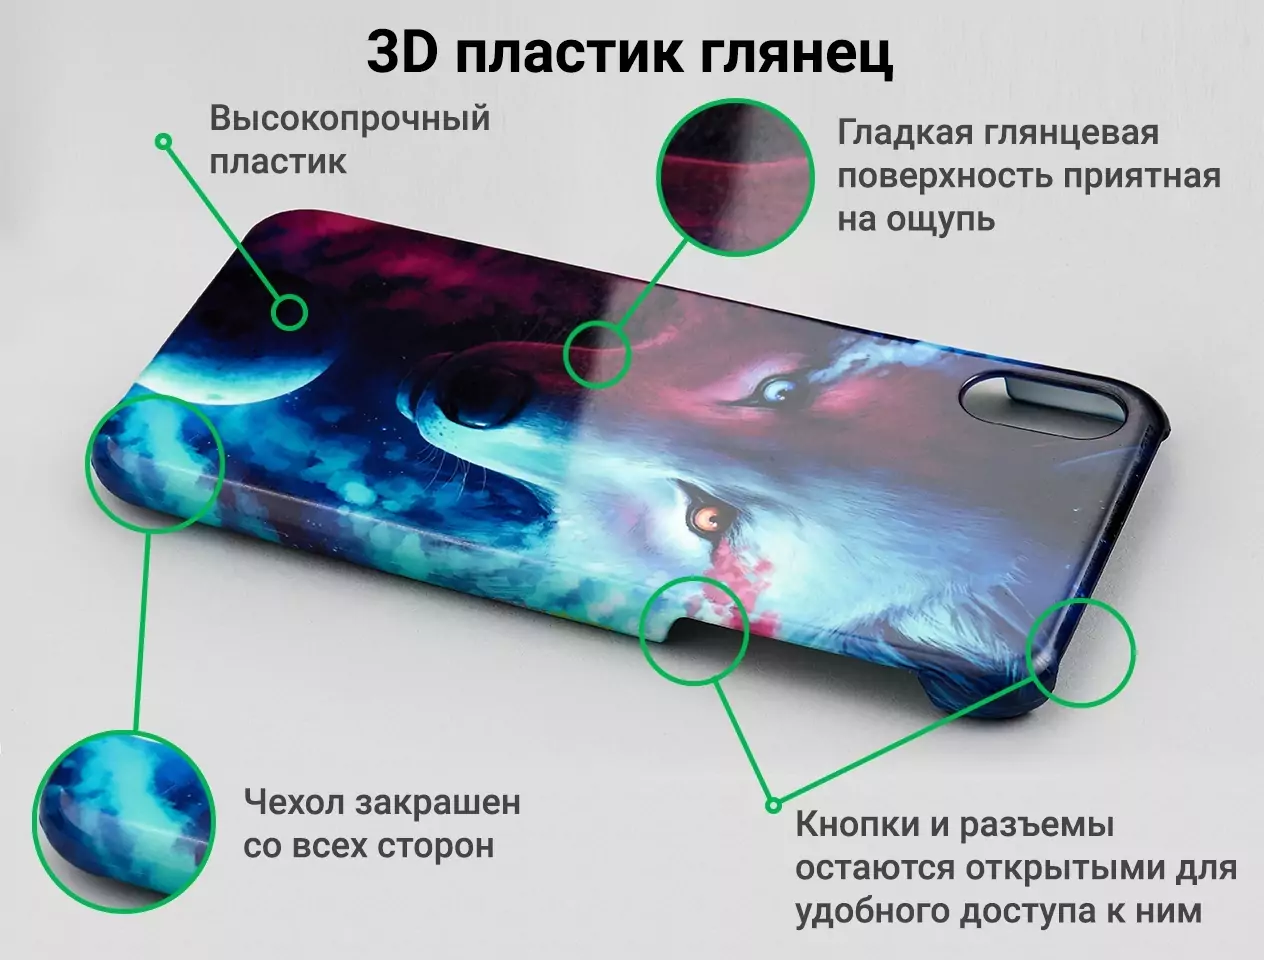 3D пластик глянец
Высокопрочный
пластик
Гладкая глянцевая
поверхность приятная
на ощупь
Чехол закрашен
со всех сторон
Кнопки и разъемы
остаются открытыми для
удобного доступа к ним